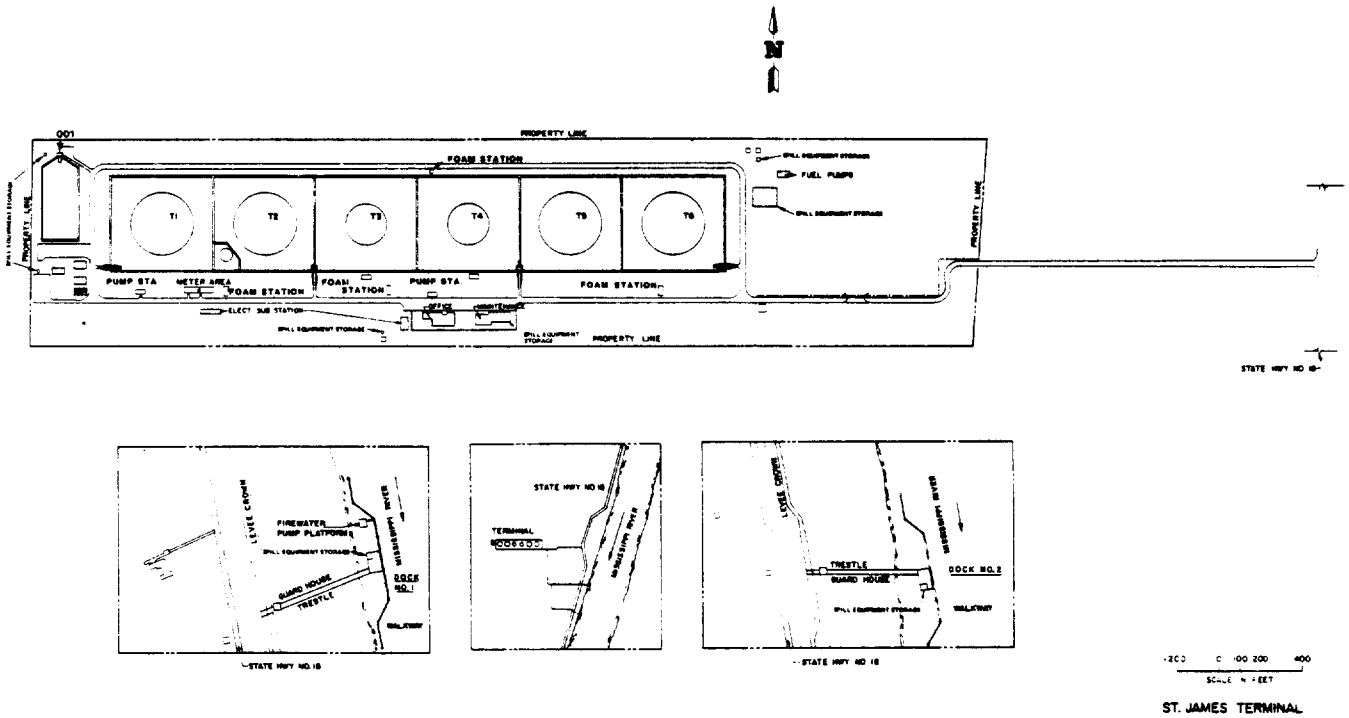 N
001
PROPERTY LINE
FOAM STATION
SPILL EQUIPMENT STORAGE
FUEL PUMPS
SPILL EQUIPMENT STORAGE
SPILL EQUIPMENT STORAGE
PROPERTY LINE
PROPERTY LINE
T1
T2
T3
T4
T5
T6
PUMP STA
METER AREA
FOAM STATION
FOAM
STATION
PUMP STA
FOAM STATION
ELECT. SUB STATION
OFFICE
MAINTENANCE
SPILL EQUIPMENT STORAGE
SPILL EQUIPMENT
STORAGE
PROPERTY LINE
STATE HWY NO 18
LEVEE CROWN
FIREWATER
PUMP PLATFORM
SPILL EQUIPMENT STORAGE
MISSISSIPPI RIVER
GUARD HOUSE
TRESTLE
DOCK
NO. 1
WALKWAY
STATE HWY NO. 18
STATE HWY NO. 18
TERMINAL
MISSISSIPPI RIVER
LEVEE CROWN
MISSISSIPPI RIVER
TRESTLE
GUARD HOUSE
DOCK NO. 2
SPILL EQUIPMENT STORAGE
WALKWAY
STATE HWY NO 18
200 0 100 200 400
SCALE IN FEET
ST. JAMES TERMINAL